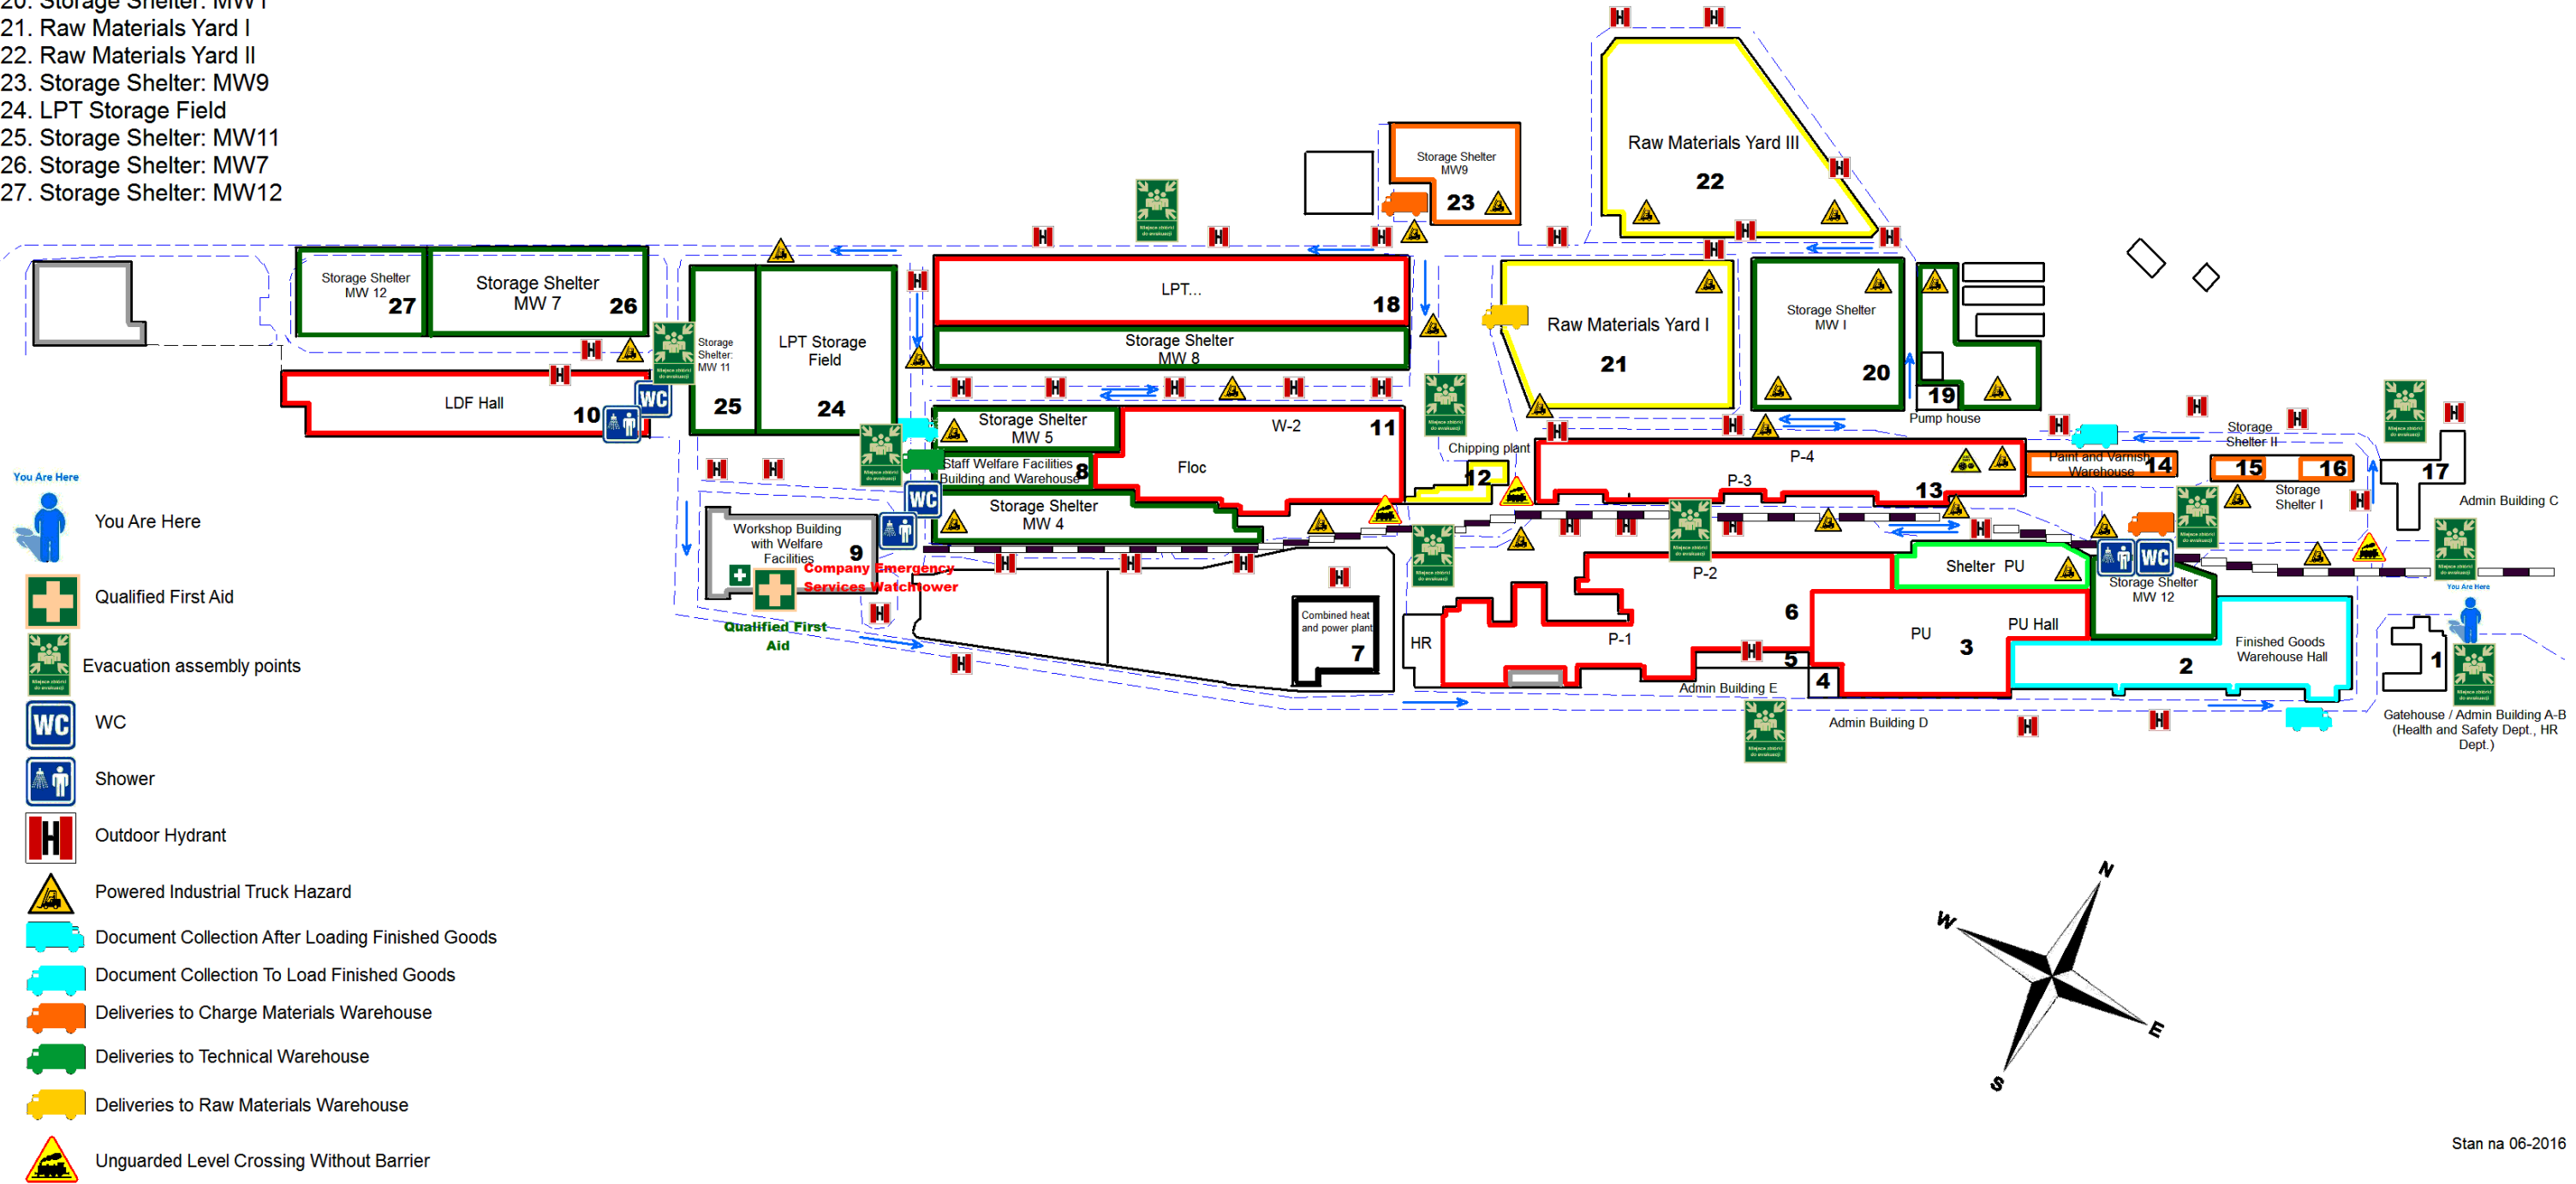 20. Storage Shelter: MW1
21. Raw Materials Yard I
22. Raw Materials Yard II
23. Storage Shelter: MW9
24. LPT Storage Field
25. Storage Shelter: MW11
26. Storage Shelter: MW7
27. Storage Shelter: MW12
Raw Materials Yard III
22
Storage Shelter
MW9
23
Storage Shelter
MW 12
27
Storage Shelter
MW 7
26
Storage
Shelter:
MW 11
25
LPT Storage
Field
24
LPT...
18
Storage Shelter
MW 8
Raw Materials Yard I
21
Storage Shelter
MW I
20
19
Pump house
LDF Hall
10
WC
Storage Shelter
MW 5
W-2
11
Floc
Staff Welfare Facilities
Building and Warehouse
8
WC
Storage Shelter
MW 4
Chipping plant
12
P-4
P-3
13
Paint and Varnish
Warehouse
14
Storage
Shelter II
15
16
Storage
Shelter I
17
Admin Building C
Workshop Building
with Welfare
Facilities
9
Company Emergency
Services Watchtower
Qualified First
Aid
Combined heat
and power plant
7
HR
P-1
P-2
6
5
4
Admin Building E
Admin Building D
Shelter PU
PU
PU Hall
3
WC
Storage Shelter
MW 12
Finished Goods
Warehouse Hall
2
You Are Here
1
Gatehouse / Admin Building A-B
(Health and Safety Dept., HR
Dept.)
You Are Here
You Are Here
Qualified First Aid
Miejsce zbiórki
do ewakuacji
Evacuation assembly points
WC
WC
Shower
H
Outdoor Hydrant
Powered Industrial Truck Hazard
Document Collection After Loading Finished Goods
Document Collection To Load Finished Goods
Deliveries to Charge Materials Warehouse
Deliveries to Technical Warehouse
Deliveries to Raw Materials Warehouse
Unguarded Level Crossing Without Barrier
N
W
E
S
Stan na 06-2016